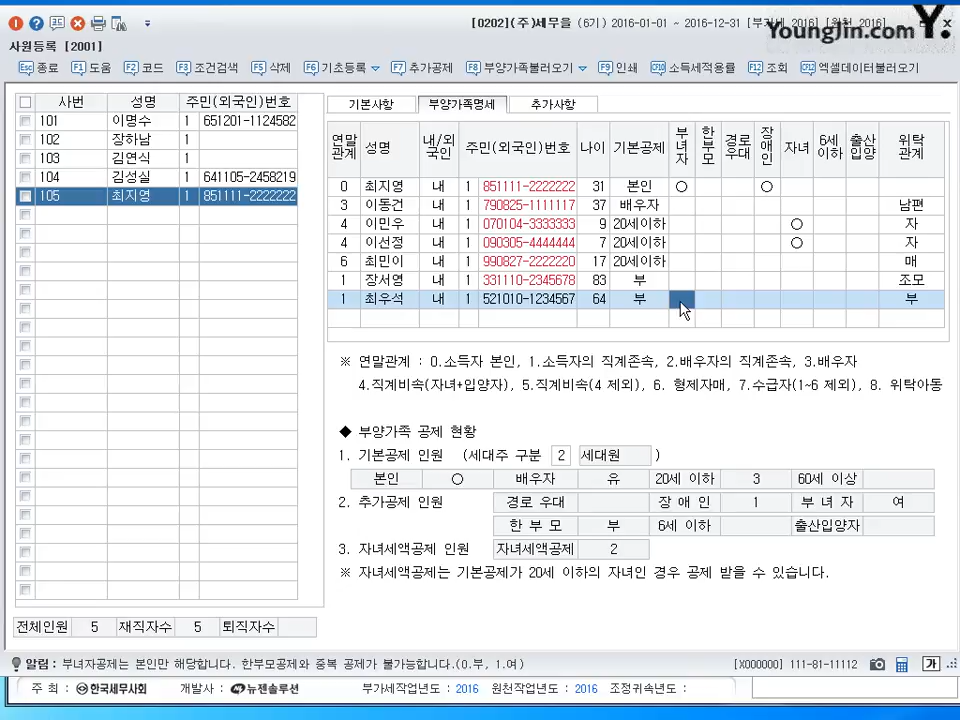 [0202](주)세무을 (6기) 2016-01-01 ~ 2016-12-31 [부가세 2016] [원천 2016]
YoungJin.com Y.
사원등록 [2001]
Esc 종료 F1 도움 F2 코드 F3 조건검색 F5 삭제 F6 기초등록 F7 추가공제 F8 부양가족불러오기 F9 인쇄 CF10 소득세적용률 F12 조회 CF12 엑셀데이터불러오기
사번 성명 주민(외국인)번호
101 이명수 1 651201-1124582
102 장하남 1
103 김연식 1
104 김성실 1 641105-2458219
105 최지영 1 851111-2222222
기본사항 부양가족명세 추가사항
연말관계 성명 내/외국인 주민(외국인)번호 나이 기본공제 부녀자 한부모 경로우대 장애인 자녀 6세이하 출산입양 위탁관계
0 최지영 내 1 851111-2222222 31 본인 ○ ○
3 이동건 내 1 790825-1111117 37 배우자 남편
4 이민우 내 1 070104-3333333 9 20세이하 ○ 자
4 이선정 내 1 090305-4444444 7 20세이하 ○ 자
6 최민이 내 1 990827-2222220 17 20세이하 매
1 장서영 내 1 331110-2345678 83 부 조모
1 최우석 내 1 521010-1234567 64 부 부
※ 연말관계 : 0.소득자 본인, 1.소득자의 직계존속, 2.배우자의 직계존속, 3.배우자
4.직계비속(자녀+입양자), 5.직계비속(4 제외), 6. 형제자매, 7.수급자(1~6 제외), 8. 위탁아동
◆ 부양가족 공제 현황
1. 기본공제 인원 (세대주 구분 2 세대원 )
본인 ○ 배우자 유 20세 이하 3 60세 이상
2. 추가공제 인원 경로 우대 장 애 인 1 부 녀 자 여
한 부 모 부 6세 이하 출산입양자
3. 자녀세액공제 인원 자녀세액공제 2
※ 자녀세액공제는 기본공제가 20세 이하의 자녀인 경우 공제 받을 수 있습니다.
전체인원 5 재직자수 5 퇴직자수
알림 : 부녀자공제는 본인만 해당합니다. 한부모공제와 중복 공제가 불가능합니다.(0.부, 1.여) [X000000] 111-81-11112 가
주 최 : 한국세무사회 개발사 : 뉴젠솔루션 부가세작업년도 : 2016 원천작업년도 : 2016 조정귀속년도 :